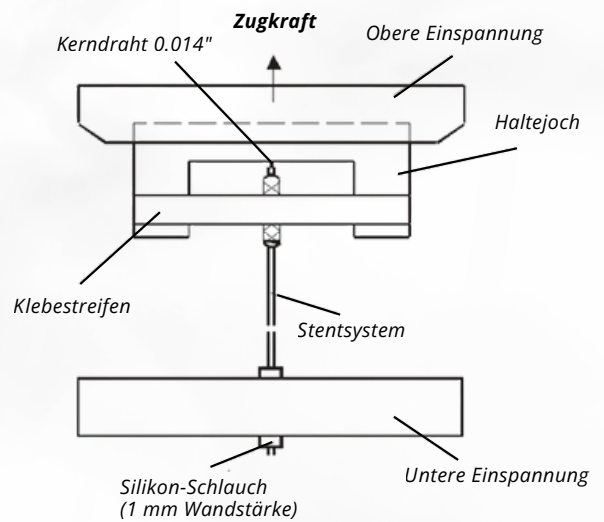 Zugkraft
Kerndraht 0.014"
Obere Einspannung
Haltejoch
Klebestreifen
Stentsystem
Silikon-Schlauch
(1 mm Wandstärke)
Untere Einspannung